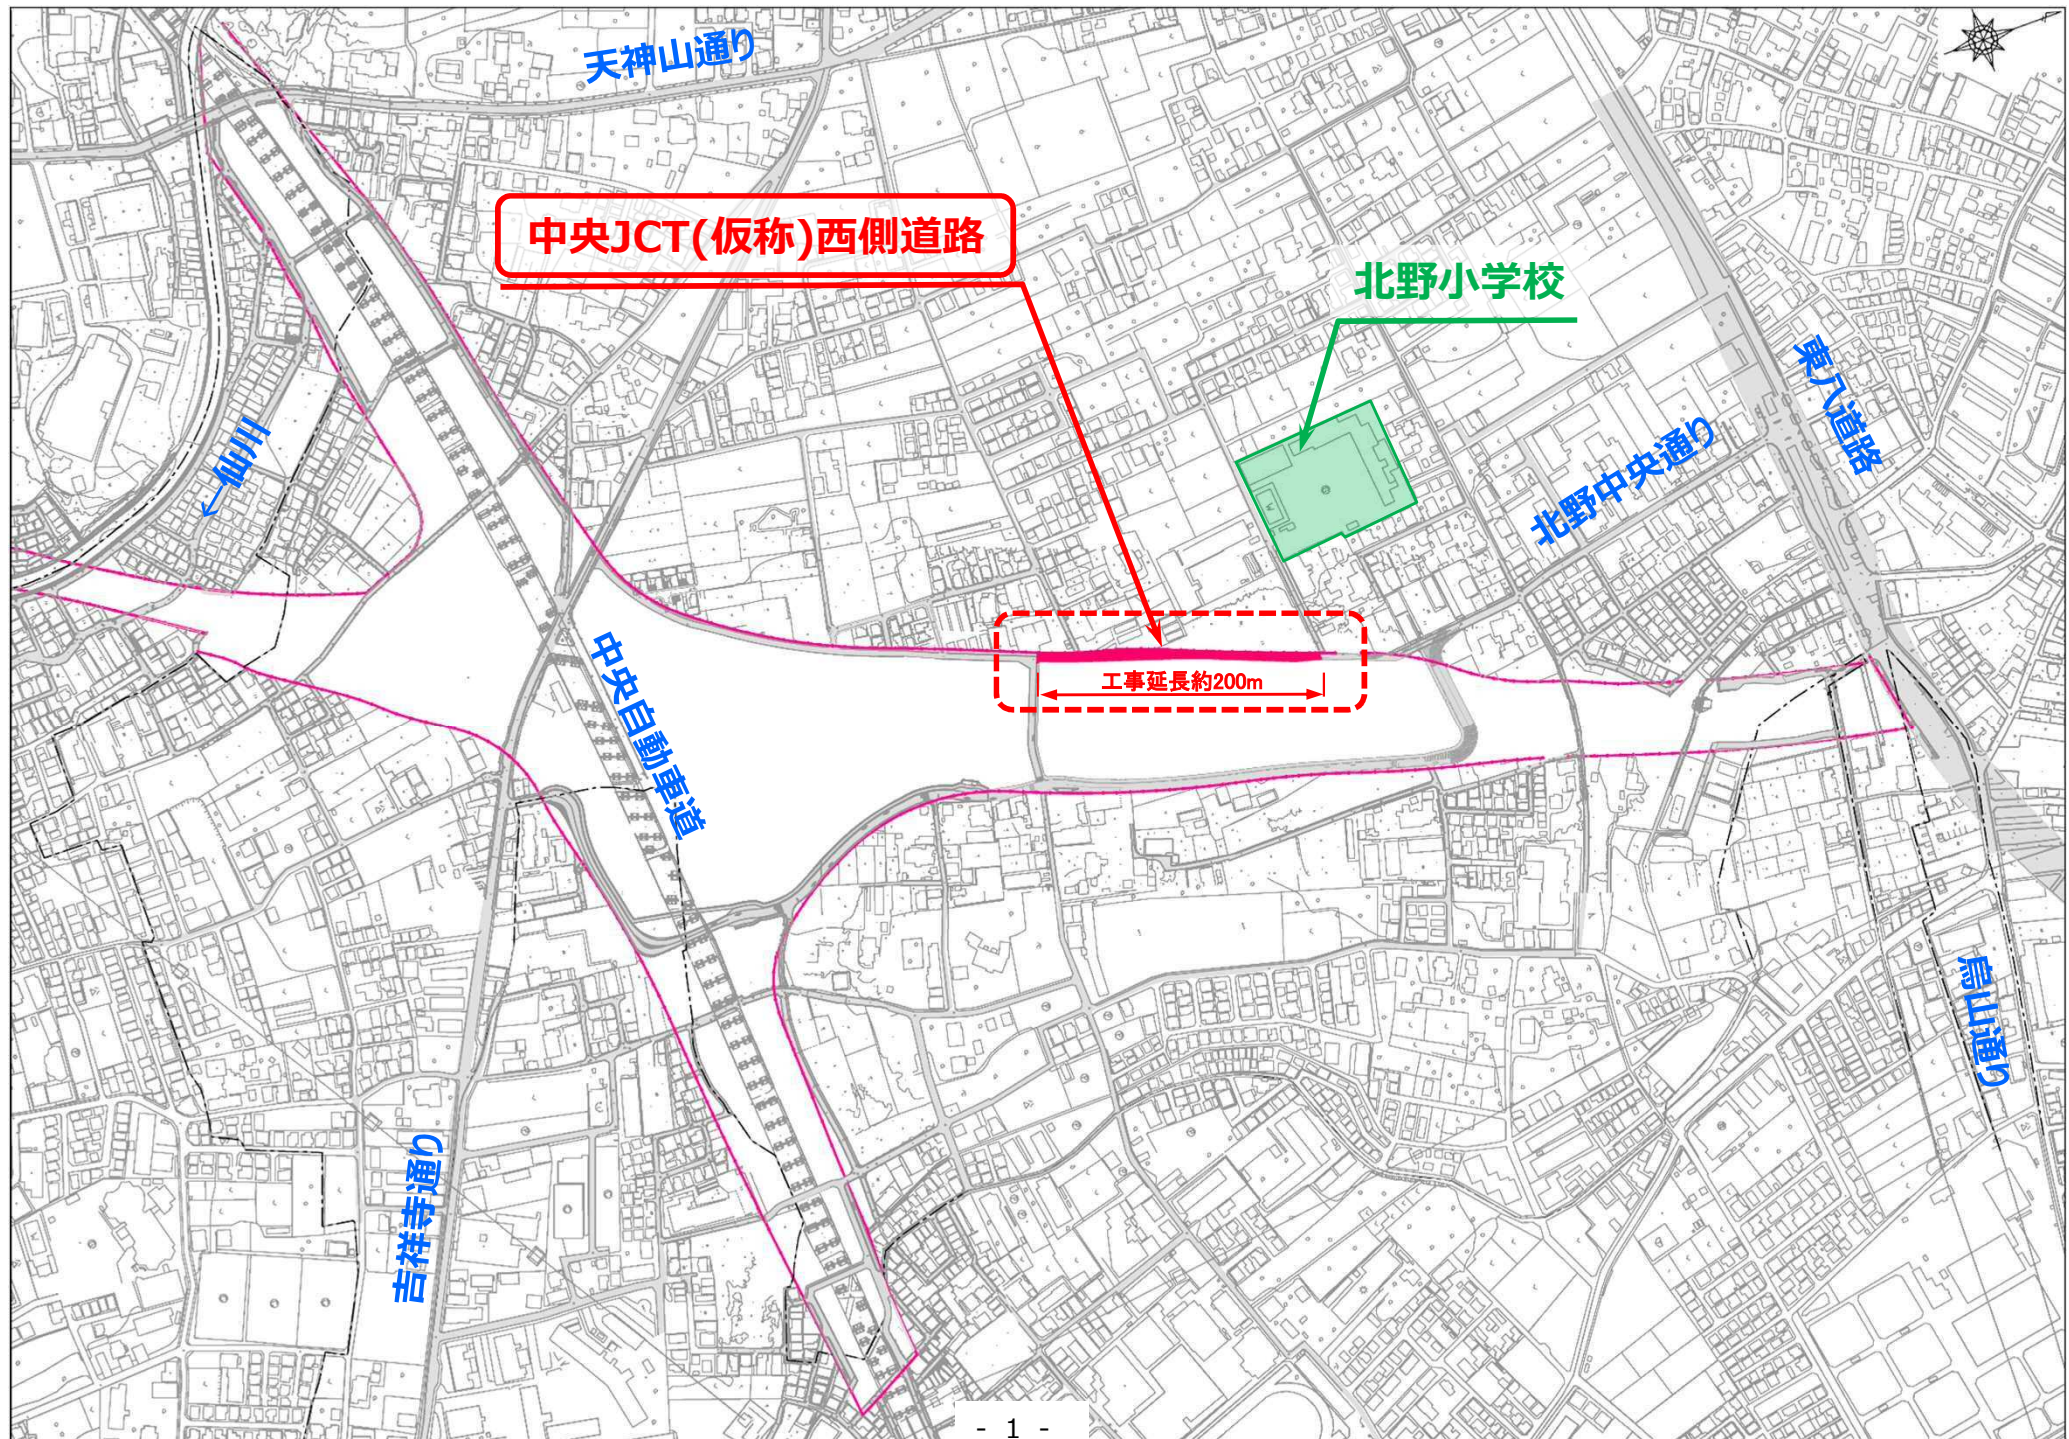 天神山通り
中央JCT(仮称)西側道路
北野小学校
東八道路
北野中央通り
←仙川
中央自動車道
工事延長約200m
烏山通り
吉祥寺通り
- 1 -